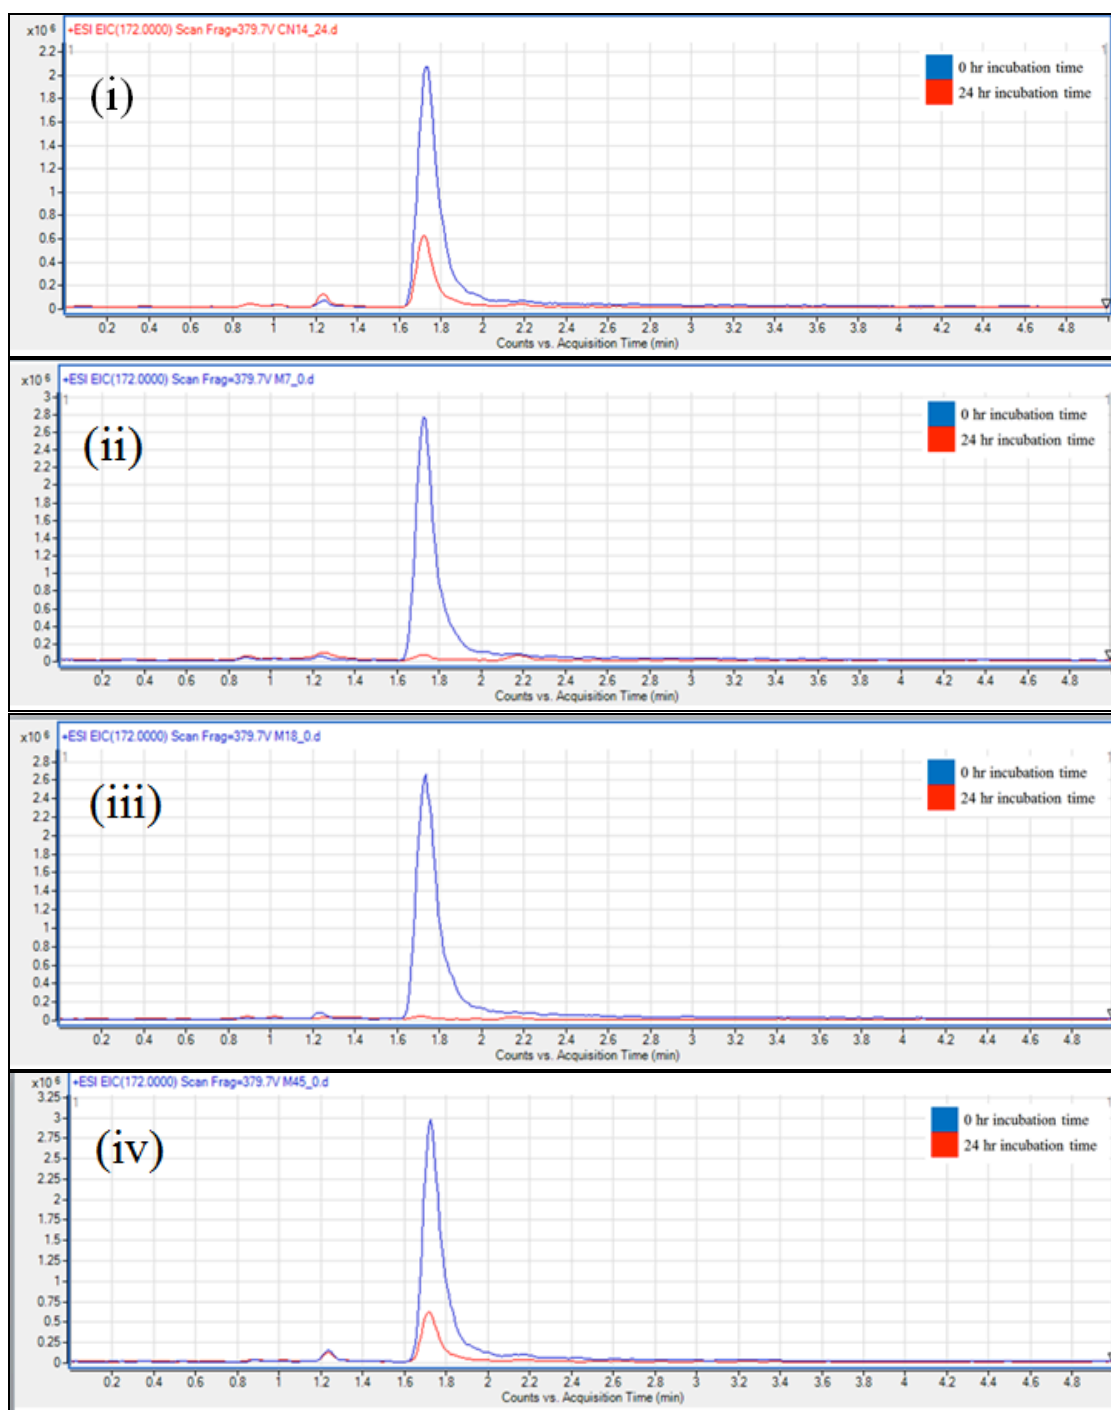 x10 6 +ESI EIC(172.0000) Scan Frag=379.7V CN14_24.d
1 1
2.2
2
1.8
1.6
1.4
1.2
1
0.8
0.6
0.4
0.2
0
(i)
0 hr incubation time
24 hr incubation time
0.2 0.4 0.6 0.8 1 1.2 1.4 1.6 1.8 2 2.2 2.4 2.6 2.8 3 3.2 3.4 3.6 3.8 4 4.2 4.4 4.6 4.8
Counts vs. Acquisition Time (min)
x10 6 +ESI EIC(172.0000) Scan Frag=379.7V M7_0.d
3
1
2.8
2.6
2.4
2.2
2
1.8
1.6
1.4
1.2
1
0.8
0.6
0.4
0.2
0
(ii)
0 hr incubation time
24 hr incubation time
0.2 0.4 0.6 0.8 1 1.2 1.4 1.6 1.8 2 2.2 2.4 2.6 2.8 3 3.2 3.4 3.6 3.8 4 4.2 4.4 4.6 4.8
Counts vs. Acquisition Time (min)
x10 6 +ESI EIC(172.0000) Scan Frag=379.7V M18_0.d
1 1
2.8
2.6
2.4
2.2
2
1.8
1.6
1.4
1.2
1
0.8
0.6
0.4
0.2
0
(iii)
0 hr incubation time
24 hr incubation time
0.2 0.4 0.6 0.8 1 1.2 1.4 1.6 1.8 2 2.2 2.4 2.6 2.8 3 3.2 3.4 3.6 3.8 4 4.2 4.4 4.6 4.8
Counts vs. Acquisition Time (min)
x10 6 +ESI EIC(172.0000) Scan Frag=379.7V M45_0.d
3.25
1 1
3
2.75
2.5
2.25
2
1.75
1.5
1.25
1
0.75
0.5
0.25
0
(iv)
0 hr incubation time
24 hr incubation time
0.2 0.4 0.6 0.8 1 1.2 1.4 1.6 1.8 2 2.2 2.4 2.6 2.8 3 3.2 3.4 3.6 3.8 4 4.2 4.4 4.6 4.8
Counts vs. Acquisition Time (min)